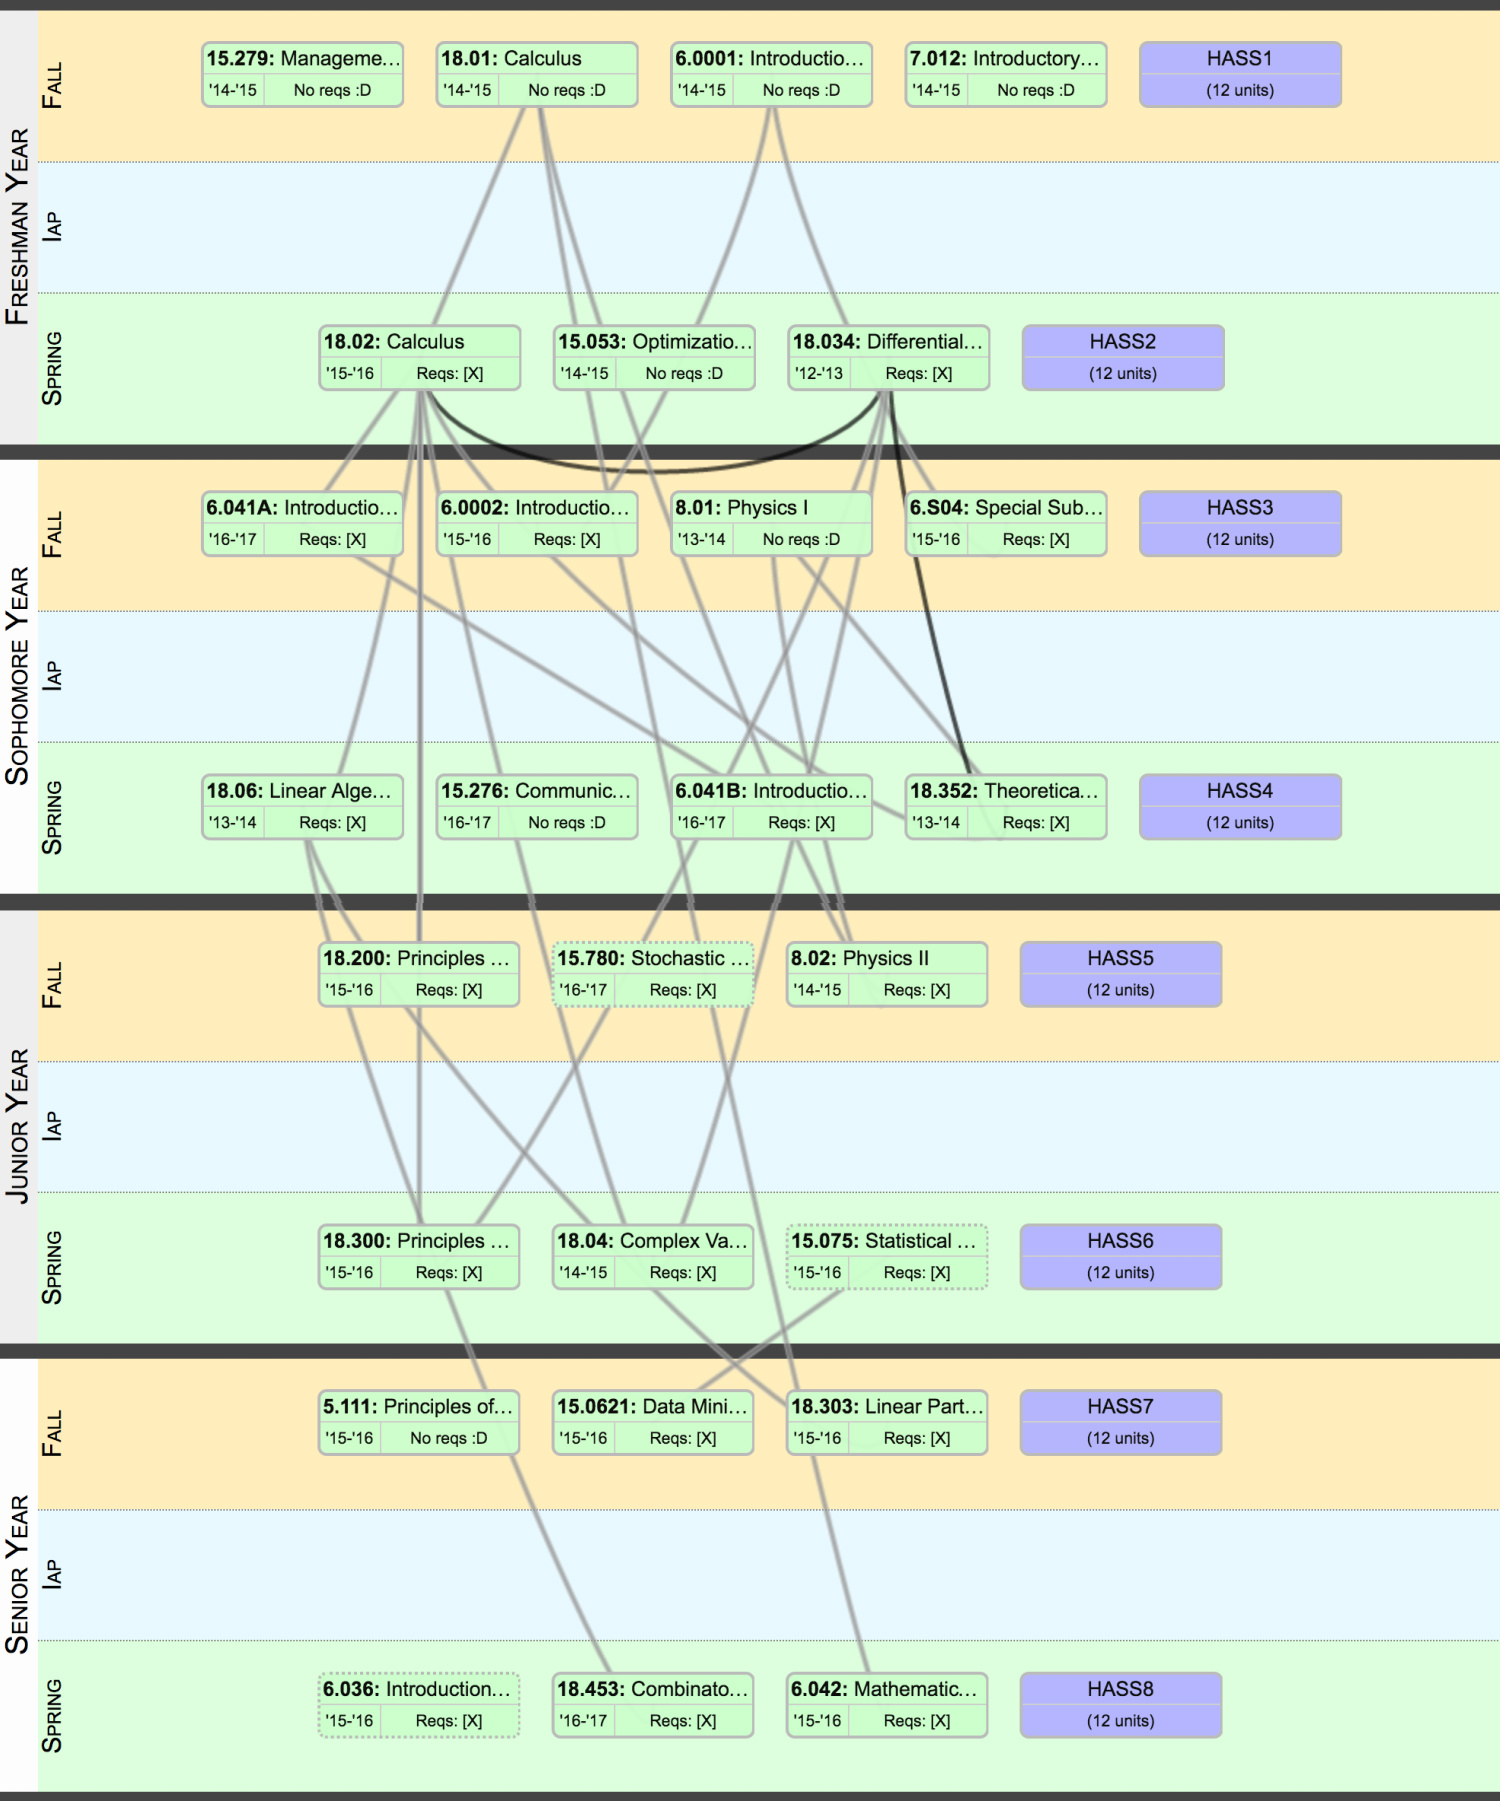 FRESHMAN YEAR
FALL
15.279: Manageme...
'14-'15 No reqs :D
18.01: Calculus
'14-'15 No reqs :D
6.0001: Introductio...
'14-'15 No reqs :D
7.012: Introductory...
'14-'15 No reqs :D
HASS1
(12 units)
IAP
SPRING
18.02: Calculus
'15-'16 Reqs: [X]
15.053: Optimizatio...
'14-'15 No reqs :D
18.034: Differential...
'12-'13 Reqs: [X]
HASS2
(12 units)
SOPHOMORE YEAR
FALL
6.041A: Introductio...
'16-'17 Reqs: [X]
6.0002: Introductio...
'15-'16 Reqs: [X]
8.01: Physics I
'13-'14 No reqs :D
6.S04: Special Sub...
'15-'16 Reqs: [X]
HASS3
(12 units)
IAP
SPRING
18.06: Linear Alge...
'13-'14 Reqs: [X]
15.276: Communic...
'16-'17 No reqs :D
6.041B: Introductio...
'16-'17 Reqs: [X]
18.352: Theoretica...
'13-'14 Reqs: [X]
HASS4
(12 units)
JUNIOR YEAR
FALL
18.200: Principles ...
'15-'16 Reqs: [X]
15.780: Stochastic ...
'16-'17 Reqs: [X]
8.02: Physics II
'14-'15 Reqs: [X]
HASS5
(12 units)
IAP
SPRING
18.300: Principles ...
'15-'16 Reqs: [X]
18.04: Complex Va...
'14-'15 Reqs: [X]
15.075: Statistical ...
'15-'16 Reqs: [X]
HASS6
(12 units)
SENIOR YEAR
FALL
5.111: Principles of...
'15-'16 No reqs :D
15.0621: Data Mini...
'15-'16 Reqs: [X]
18.303: Linear Part...
'15-'16 Reqs: [X]
HASS7
(12 units)
IAP
SPRING
6.036: Introduction...
'15-'16 Reqs: [X]
18.453: Combinato...
'16-'17 Reqs: [X]
6.042: Mathematic...
'15-'16 Reqs: [X]
HASS8
(12 units)